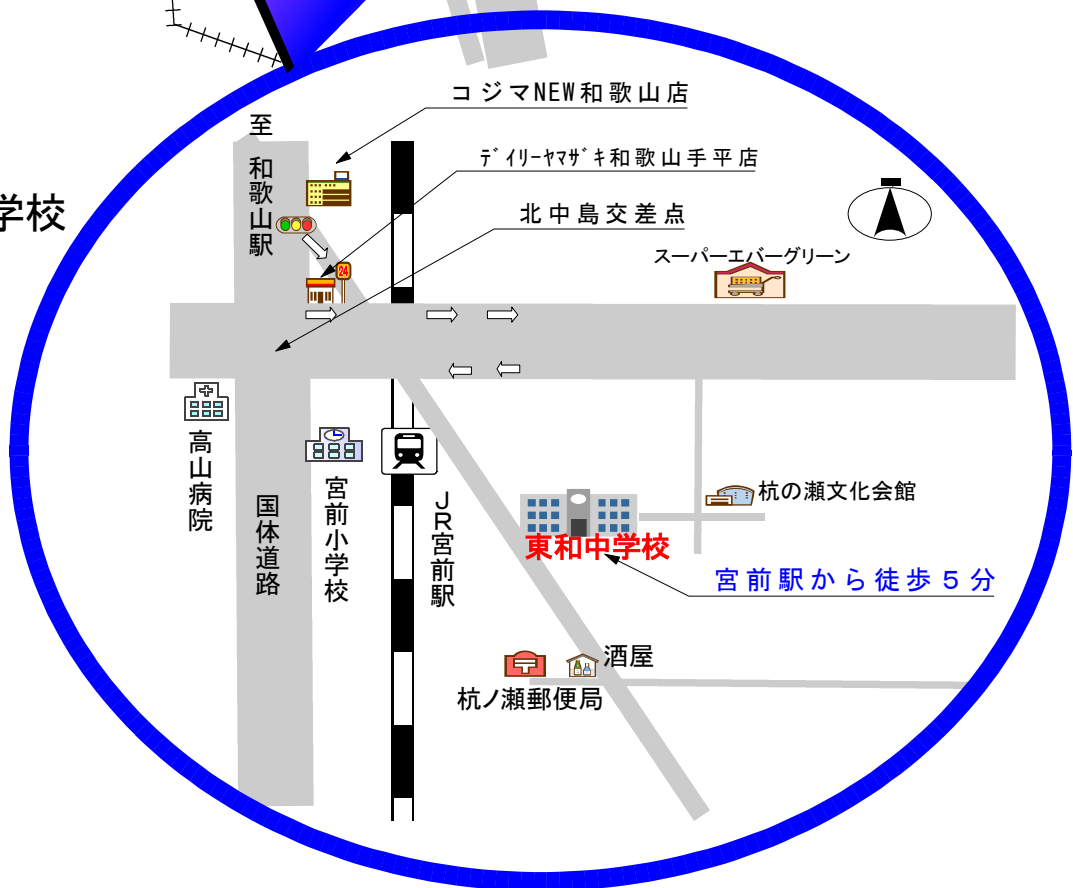 コジマNEW和歌山店
至 和歌山駅
デイリーヤマザキ和歌山手平店
学校
北中島交差点
スーパーエバーグリーン
24
高山病院
国体道路
宮前小学校
JR宮前駅
杭の瀬文化会館
東和中学校
宮前駅から徒歩5分
酒屋
杭ノ瀬郵便局